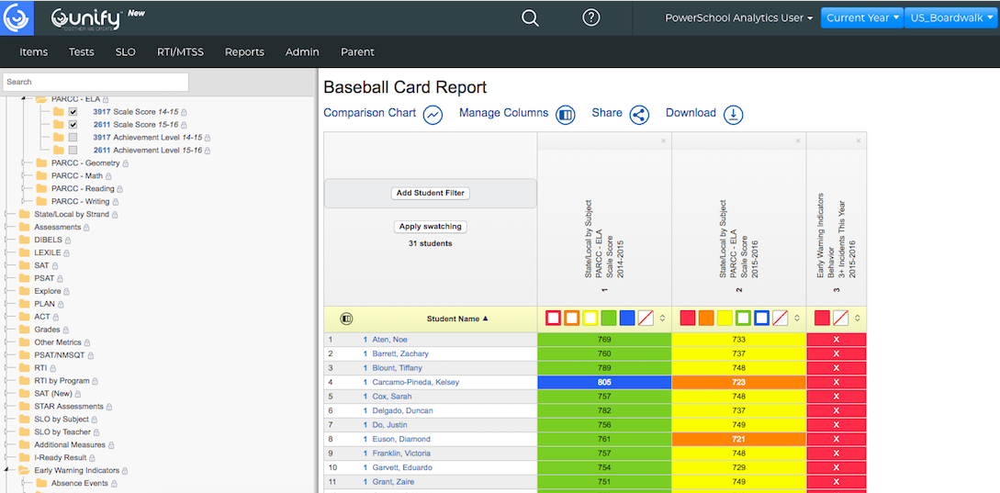 unify New
TOGETHER WE CREATE
PowerSchool Analytics User
Current Year
US_Boardwalk
Items Tests SLO RTI/MTSS Reports Admin Parent
Search
PARCC - ELA
3917 Scale Score 14-15
2611 Scale Score 15-16
3917 Achievement Level 14-15
2611 Achievement Level 15-16
PARCC - Geometry
PARCC - Math
PARCC - Reading
PARCC - Writing
State/Local by Strand
Assessments
DIBELS
LEXILE
SAT
PSAT
Explore
PLAN
ACT
Grades
Other Metrics
PSAT/NMSQT
RTI
RTI by Program
SAT (New)
STAR Assessments
SLO by Subject
SLO by Teacher
Additional Measures
I-Ready Result
Early Warning Indicators
Absence Events
Baseball Card Report
Comparison Chart Manage Columns Share Download
Add Student Filter
Apply swatching
31 students
State/Local by Subject
PARCC - ELA
Scale Score
2014-2015
1
State/Local by Subject
PARCC - ELA
Scale Score
2015-2016
2
Early Warning Indicators
Behavior
3+ Incidents This Year
2015-2016
3
Student Name
1 1 Aten, Noe 769 733 X
2 1 Barrett, Zachary 760 737 X
3 1 Blount, Tiffany 789 748 X
4 1 Carcamo-Pineda, Kelsey 805 723 X
5 1 Cox, Sarah 757 748 X
6 1 Delgado, Duncan 782 737 X
7 1 Do, Justin 756 749 X
8 1 Euson, Diamond 761 721 X
9 1 Franklin, Victoria 757 748 X
10 1 Garvett, Eduardo 754 729 X
11 1 Grant, Zaire 751 749 X